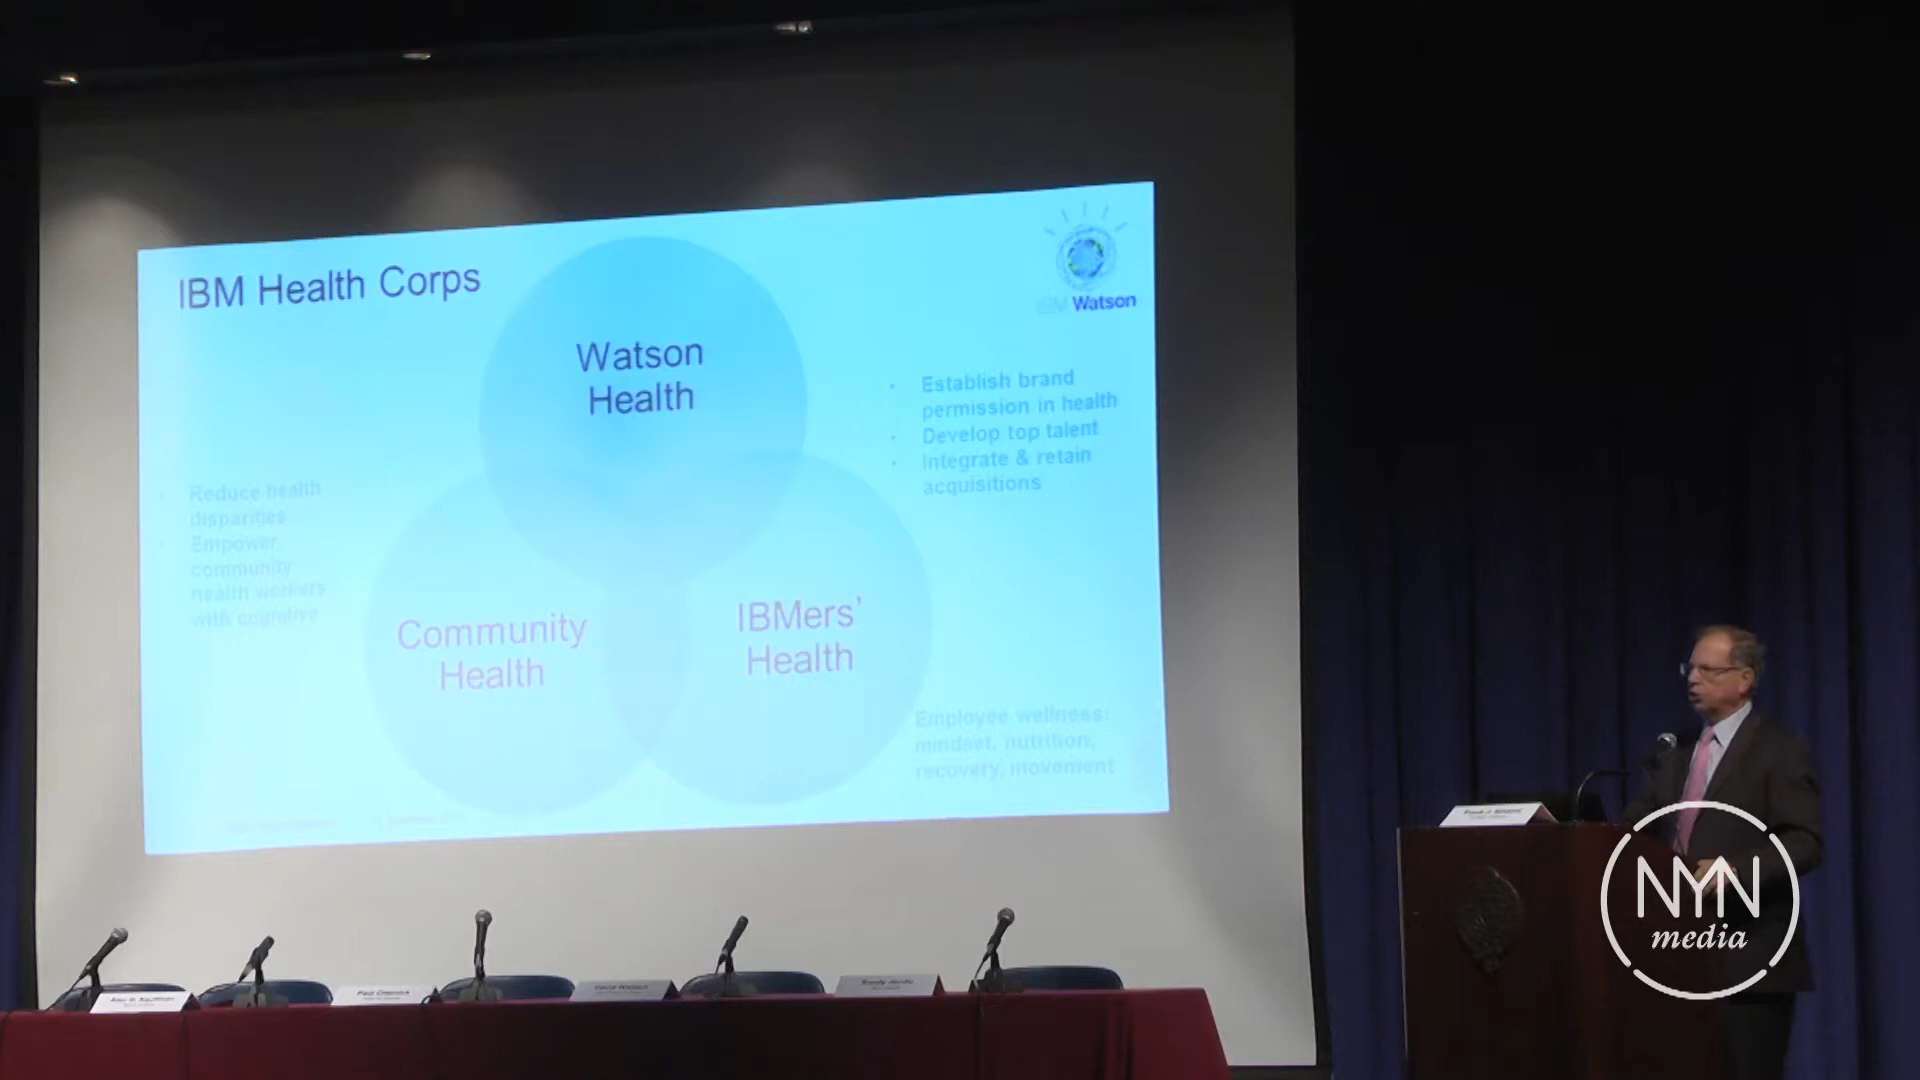 IBM Health Corps
IBM Watson
Watson
Health
• Establish brand
permission in health
• Develop top talent
• Integrate & retain
acquisitions
• Reduce health
disparities
• Empower
community
health workers
with cognitive
Community
Health
IBMers’
Health
Employee wellness:
mindset, nutrition,
recovery, movement
NYN
media